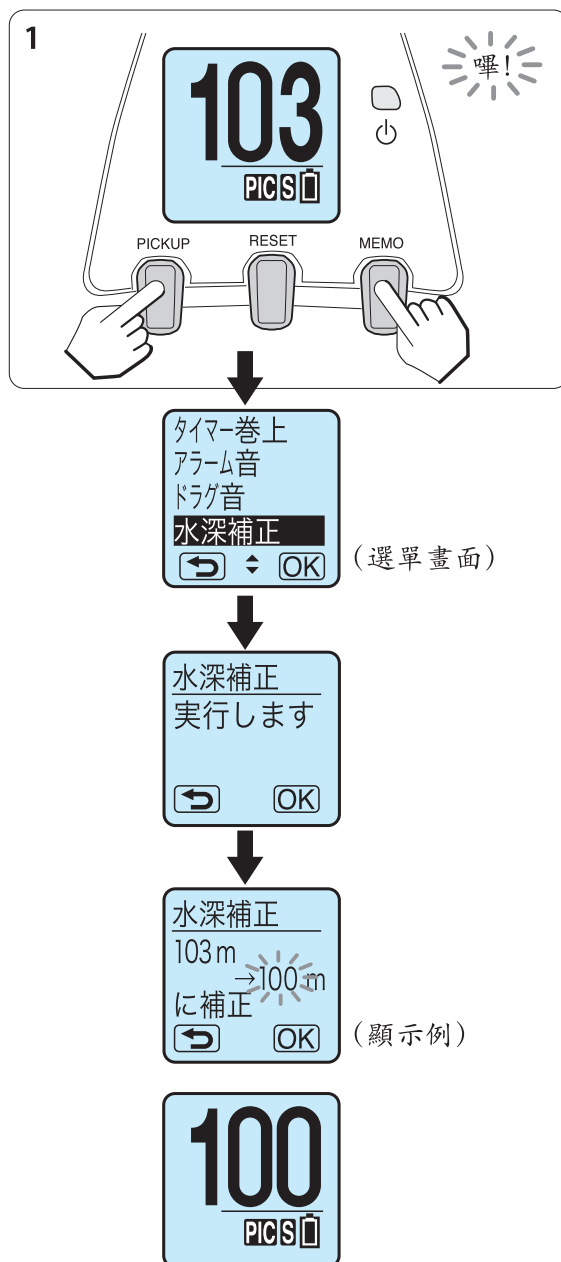 1
103
嗶!
PIC S
PICKUP
RESET
MEMO
タイマー巻上
アラーム音
ドラグ音
水深補正
OK
(選單畫面)
水深補正
実行します
OK
水深補正
103m
→100m
に補正
OK
(顯示例)
100
PIC S